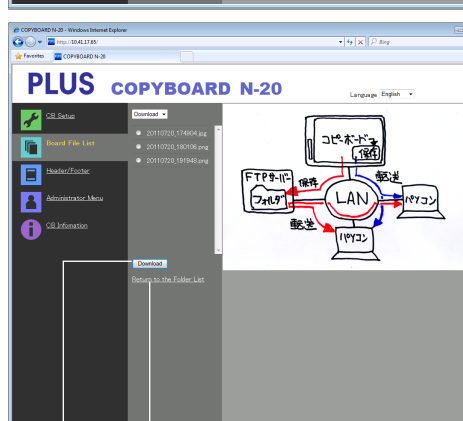 COPYBOARD N-20 - Windows Internet Explorer
http://10.41.17.65/
Bing
Favorites
COPYBOARD N-20
PLUS COPYBOARD N-20
Language English
CB Setup
Board File List
Header/Footer
Administrator Menu
CB Infomation
Download
20110720_174904.jpg
20110720_180106.png
20110720_191949.png
Download
Return to the Folder List
コピーボード
保存
FTPサーバー
フォルダ
保存
転送
LAN
パソコン
転送
パソコン